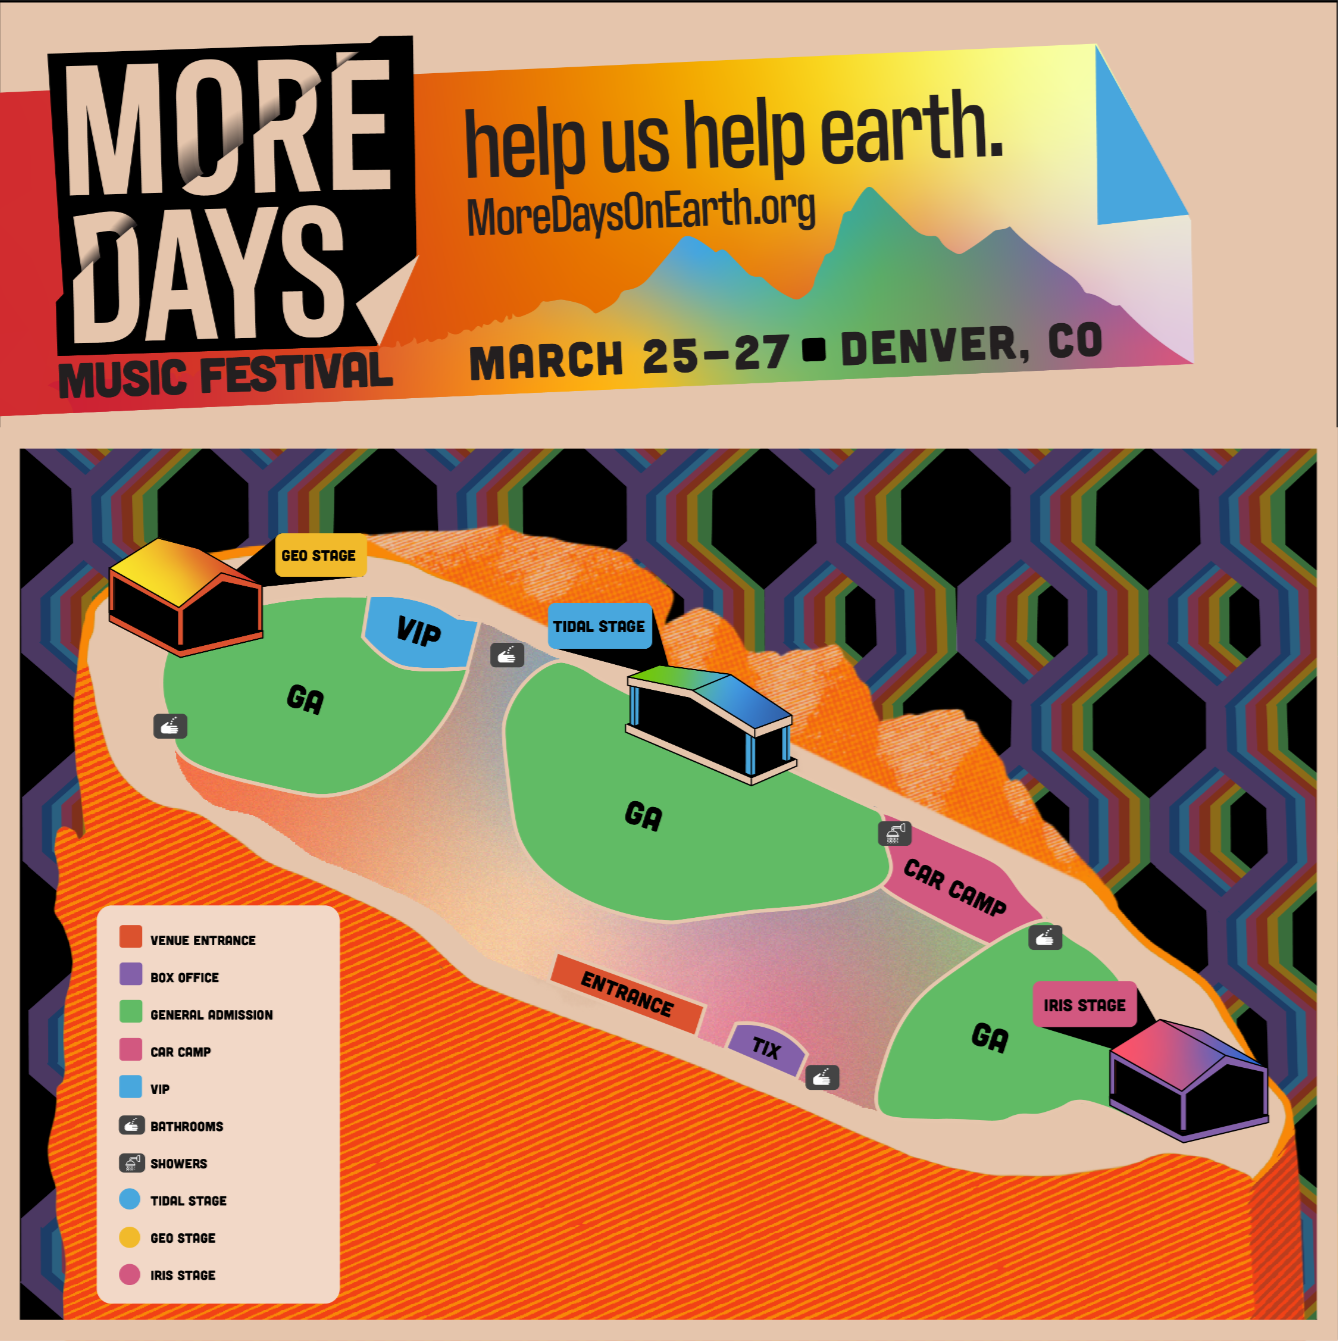 MORE
DAYS
MUSIC FESTIVAL
help us help earth.
MoreDaysOnEarth.org
MARCH 25-27 ■ DENVER, CO
GEO STAGE
VIP
TIDAL STAGE
GA
GA
CAR CAMP
ENTRANCE
TIX
IRIS STAGE
GA
VENUE ENTRANCE
BOX OFFICE
GENERAL ADMISSION
CAR CAMP
VIP
BATHROOMS
SHOWERS
TIDAL STAGE
GEO STAGE
IRIS STAGE